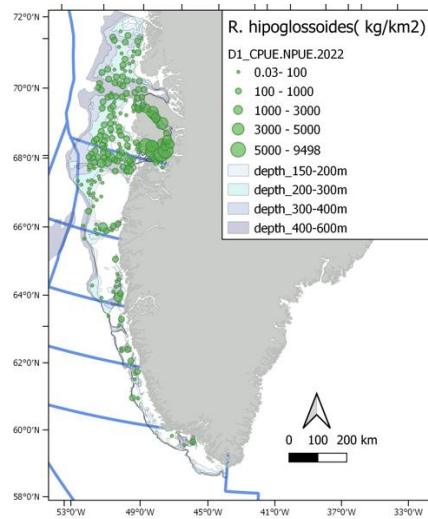 R. hipoglossoides( kg/km2)
D1_CPUE.NPUE.2022
0.03- 100
100 - 1000
1000 - 3000
3000 - 5000
5000 - 9498
depth_150-200m
depth_200-300m
depth_300-400m
depth_400-600m
72°0'N
70°0'N
68°0'N
66°0'N
64°0'N
62°0'N
60°0'N
58°0'N
0 100 200 km
53°0'W 49°0'W 45°0'W 41°0'W 37°0'W 33°0'W